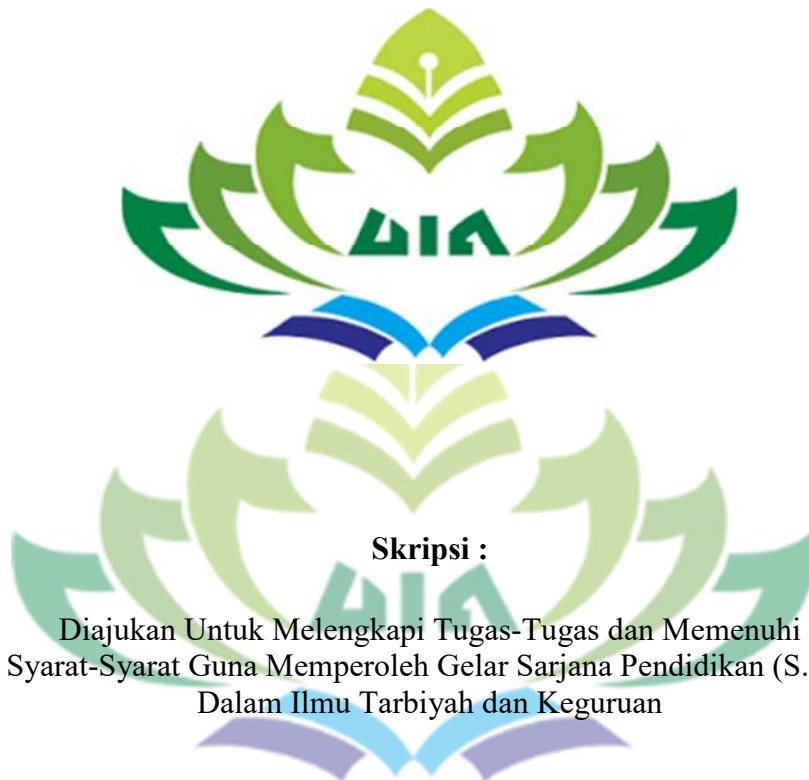 UIN
Skripsi :
Diajukan Untuk Melengkapi Tugas-Tugas dan Memenuhi
Syarat-Syarat Guna Memperoleh Gelar Sarjana Pendidikan (S.
Dalam Ilmu Tarbiyah dan Keguruan